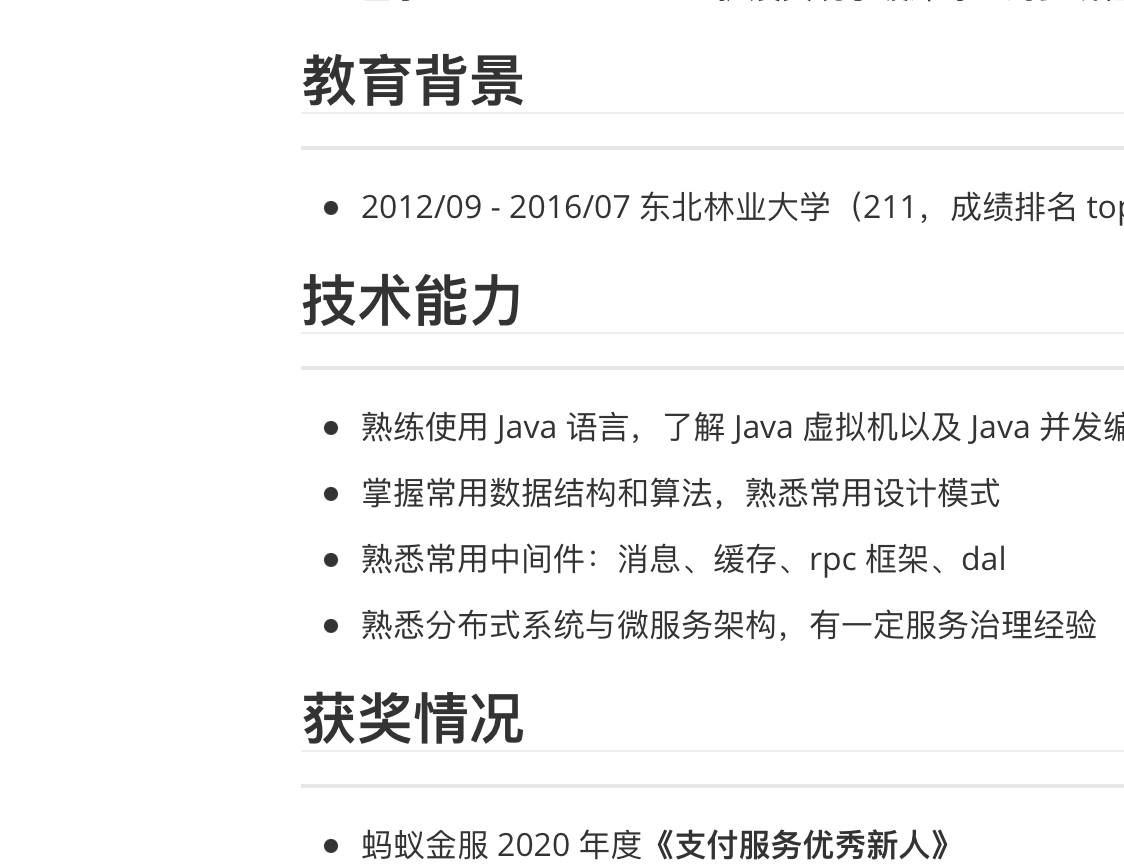 教育背景
2012/09 - 2016/07 东北林业大学（211，成绩排名
技术能力
熟练使用 Java 语言，了解 Java 虚拟机以及 Java 并发编
掌握常用数据结构和算法，熟悉常用设计模式
熟悉常用中间件：消息、缓存、rpc 框架、dal
熟悉分布式系统与微服务架构，有一定服务治理经验
获奖情况
蚂蚁金服 2020 年度《支付服务优秀新人》